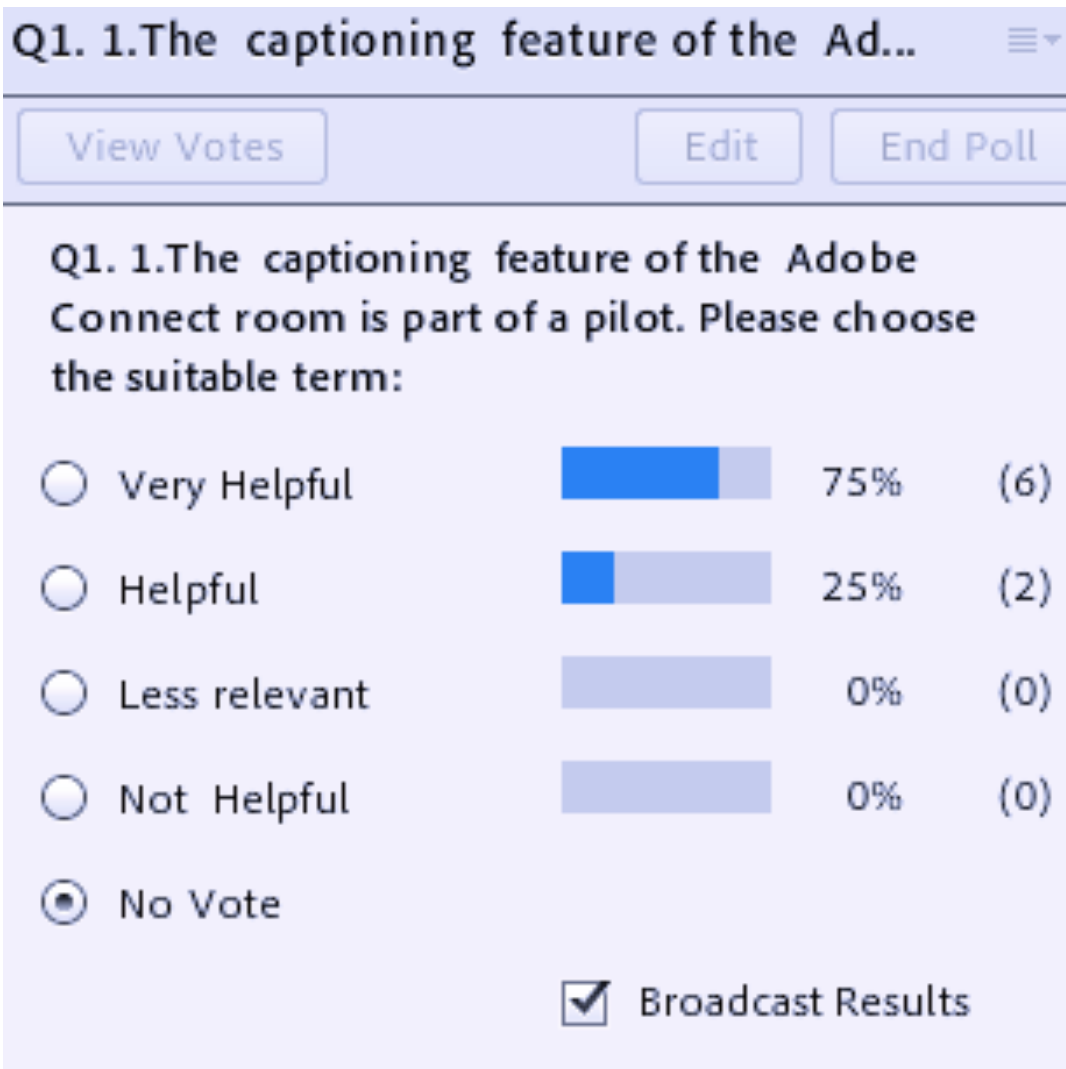 Q1. 1.The captioning feature of the Ad...
View Votes Edit End Poll
Q1. 1.The captioning feature of the Adobe
Connect room is part of a pilot. Please choose
the suitable term:
Very Helpful 75% (6)
Helpful 25% (2)
Less relevant 0% (0)
Not Helpful 0% (0)
No Vote
Broadcast Results